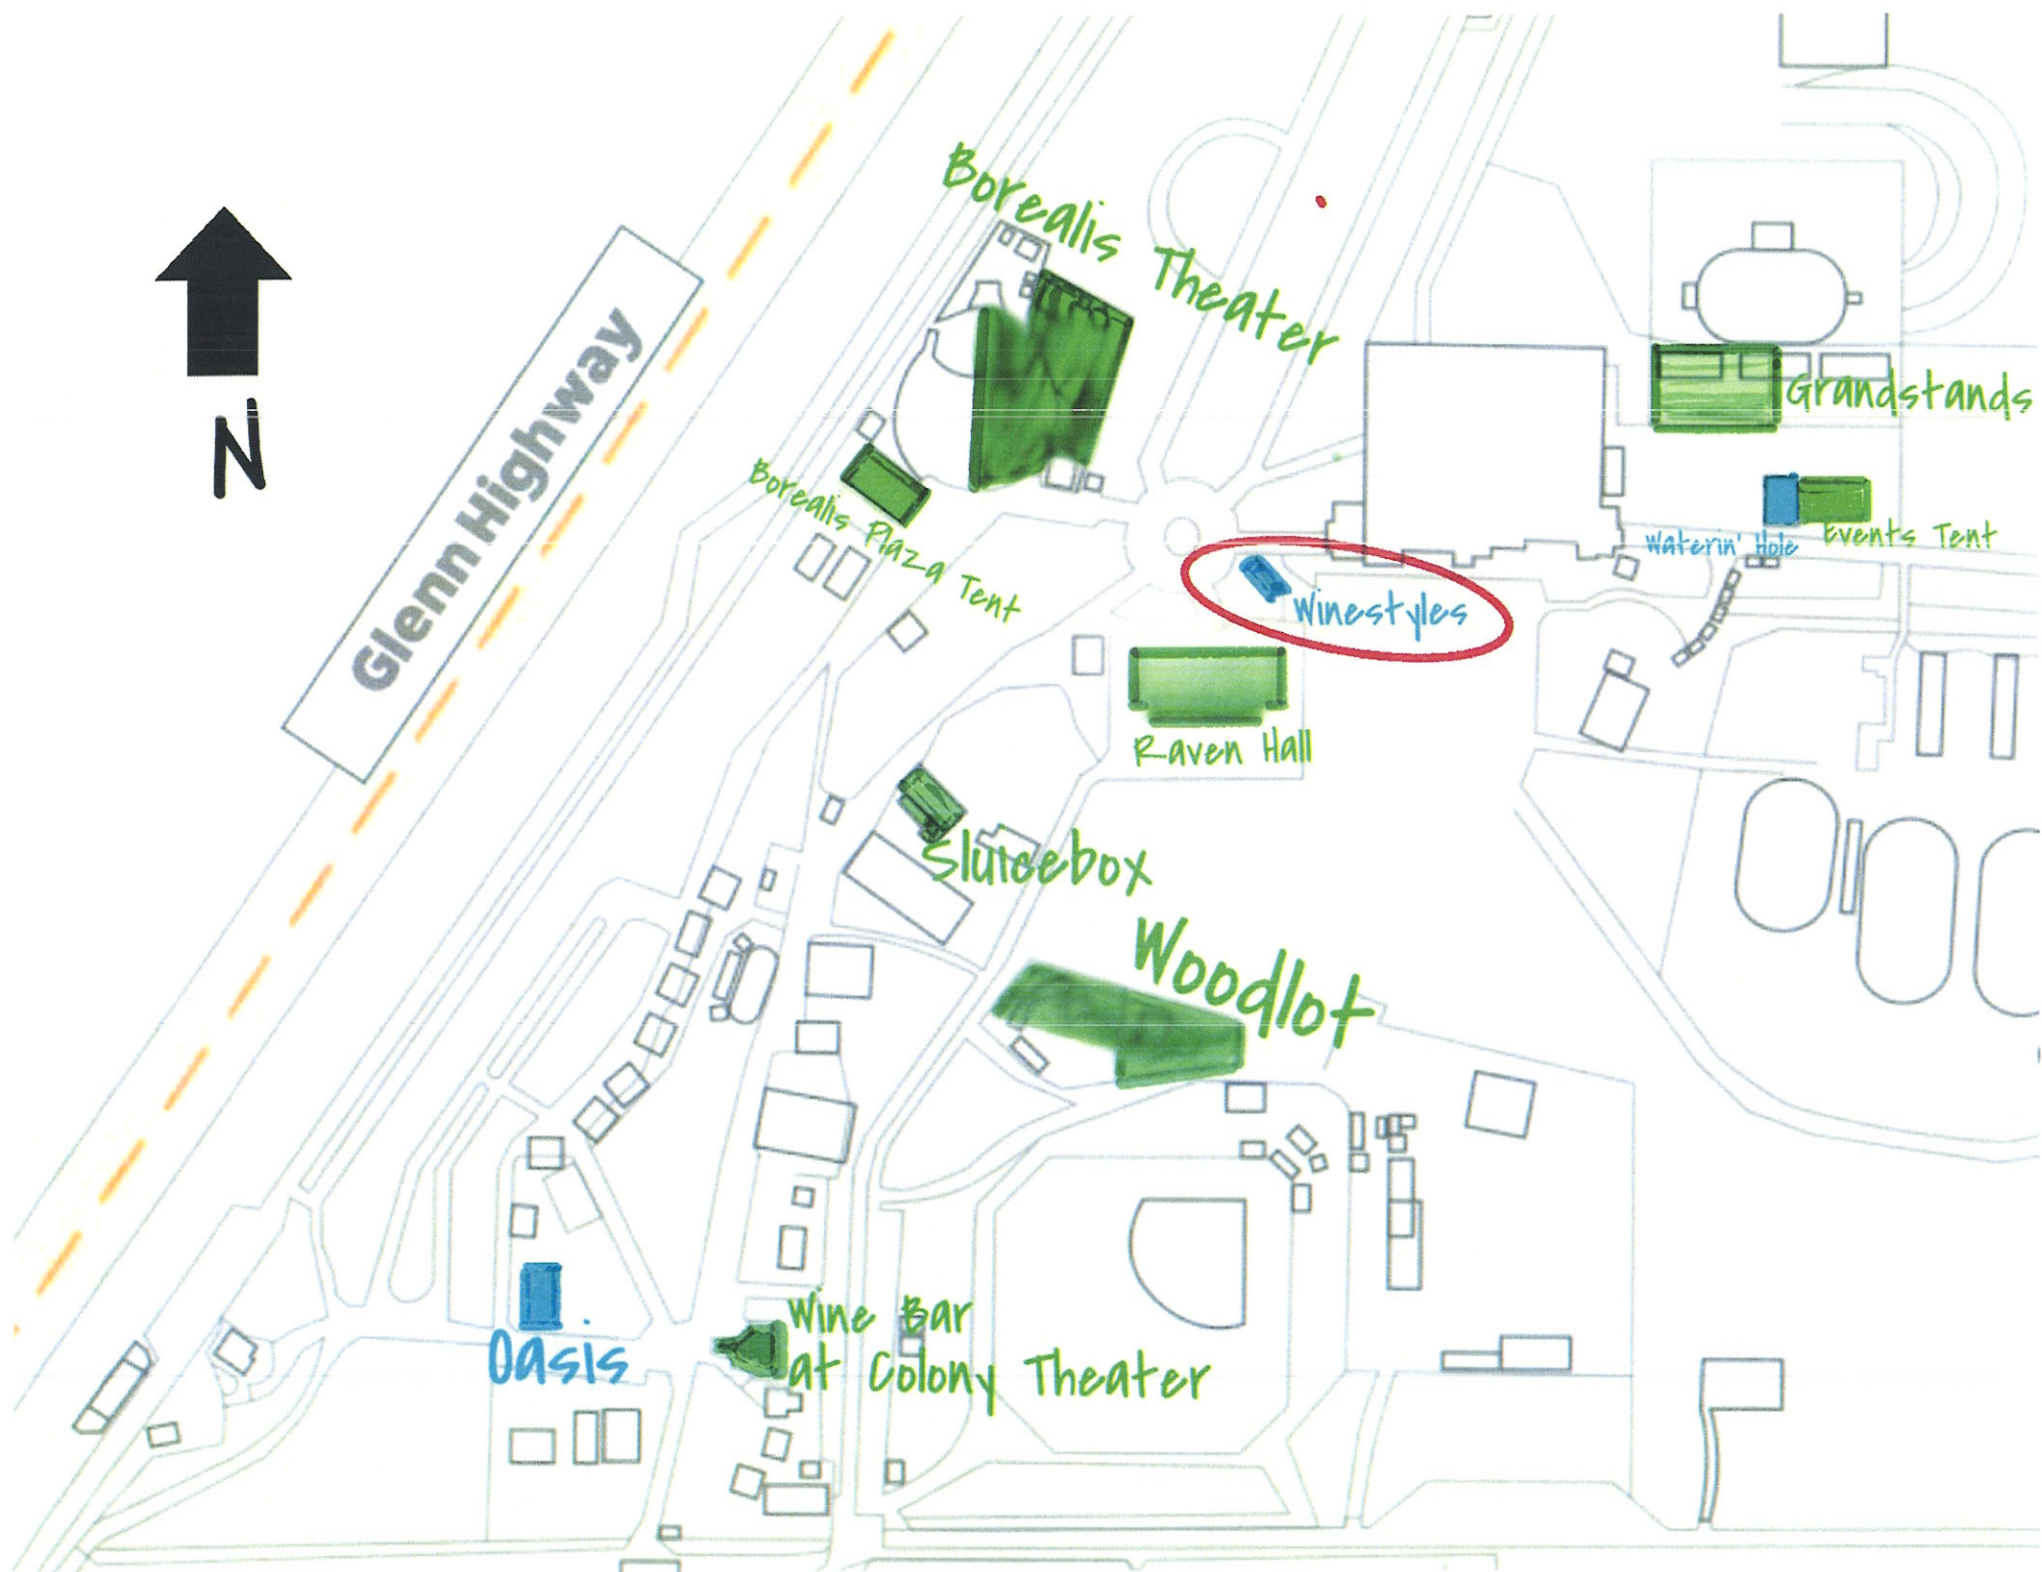 Borealis Theater
Glenn Highway
N
Grandstands
Borealis Plaza Tent
Waterin' Hole
Events Tent
Winestyles
Raven Hall
Sluicebox
Woodlot
Oasis
Wine Bar
at Colony Theater